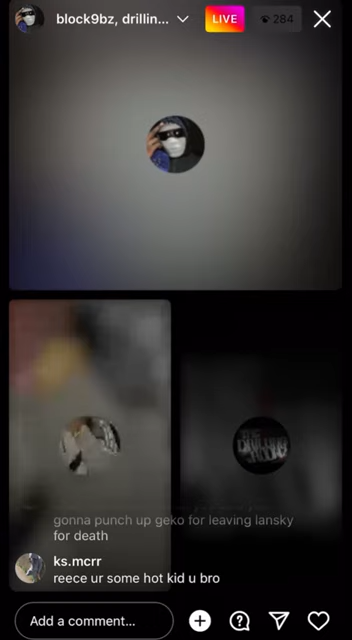 block9bz, drillin...
LIVE
284
gonna punch up geko for leaving lansky
for death
ks.mcrr
reece ur some hot kid u bro
Add a comment...